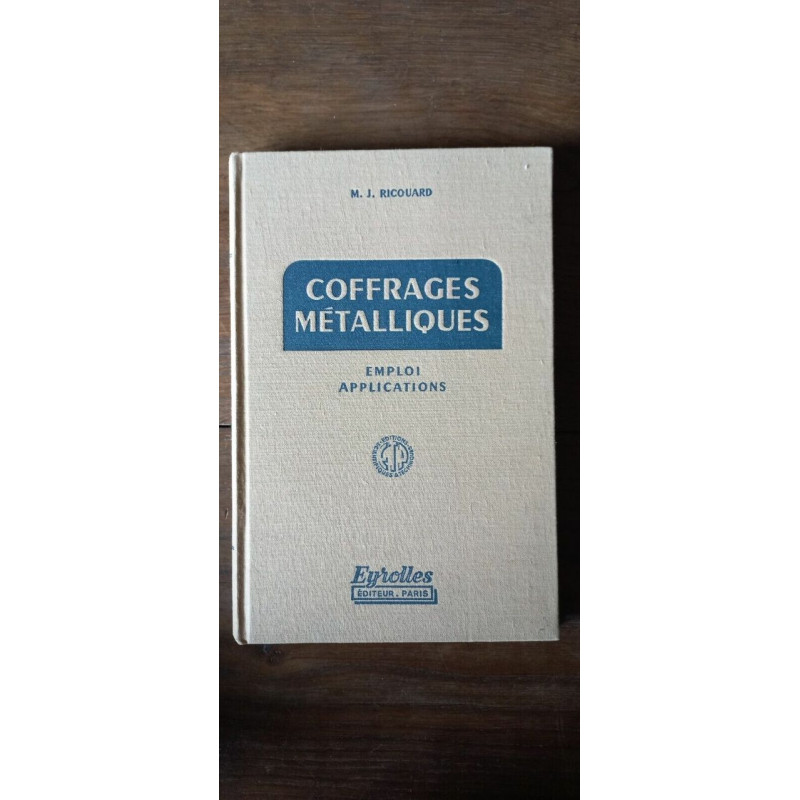 M. J. RICOUARD
COFFRAGES
MÉTALLIQUES
EMPLOI
APPLICATIONS
Eyrolles
ÉDITEUR. PARIS